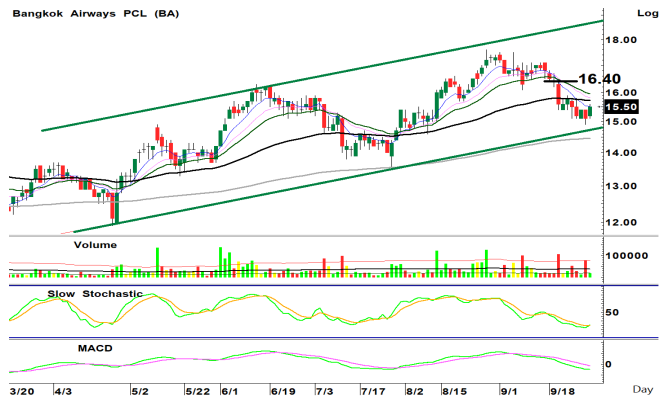 Bangkok Airways PCL (BA) Log
18.00
16.40
16.00
15.50
15.00
14.00
13.00
12.00
Volume
100000
Slow Stochastic
50
MACD
0
3/20 4/3 5/2 5/22 6/1 6/19 7/3 7/17 8/2 8/15 9/1 9/18 Day